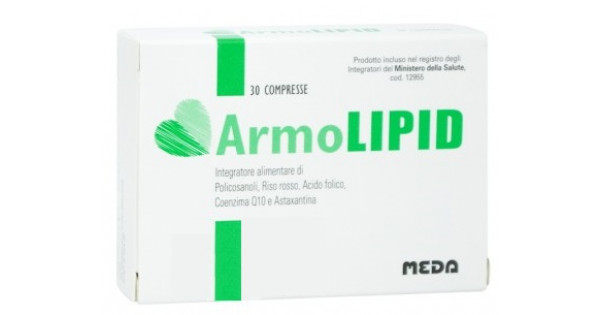 Prodotto incluso nel registro degli
Integratori del Ministero della Salute,
cod. 12965
30 COMPRESSE
ArmoLIPID
Integratore alimentare di
Policosanoli, Riso rosso, Acido folico,
Coenzima Q10 e Astaxantina
MEDA